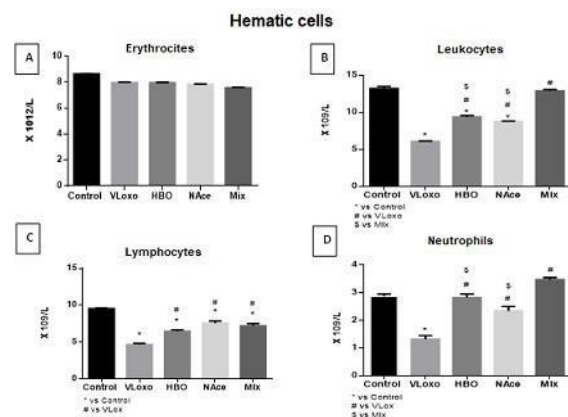 Hematic cells
A
Erythrocites
X 1012/L
10
8
6
4
2
0
Control VLoxo HBO NAce Mix
B
Leukocytes
X 109/L
15
10
5
0
*
$
#
*
$
#
*
#
Control VLoxo HBO NAce Mix
* vs Control
# vs VLoxo
$ vs Mix
C
Lymphocytes
X 109/L
15
10
5
0
*
#
*
#
*
#
*
Control VLoxo HBO NAce Mix
* vs Control
# vs VLox
D
Neutrophils
X 109/L
4
3
2
1
0
*
$
#
$
#
#
Control VLoxo HBO NAce Mix
* vs Control
# vs VLoxo
$ vs Mix